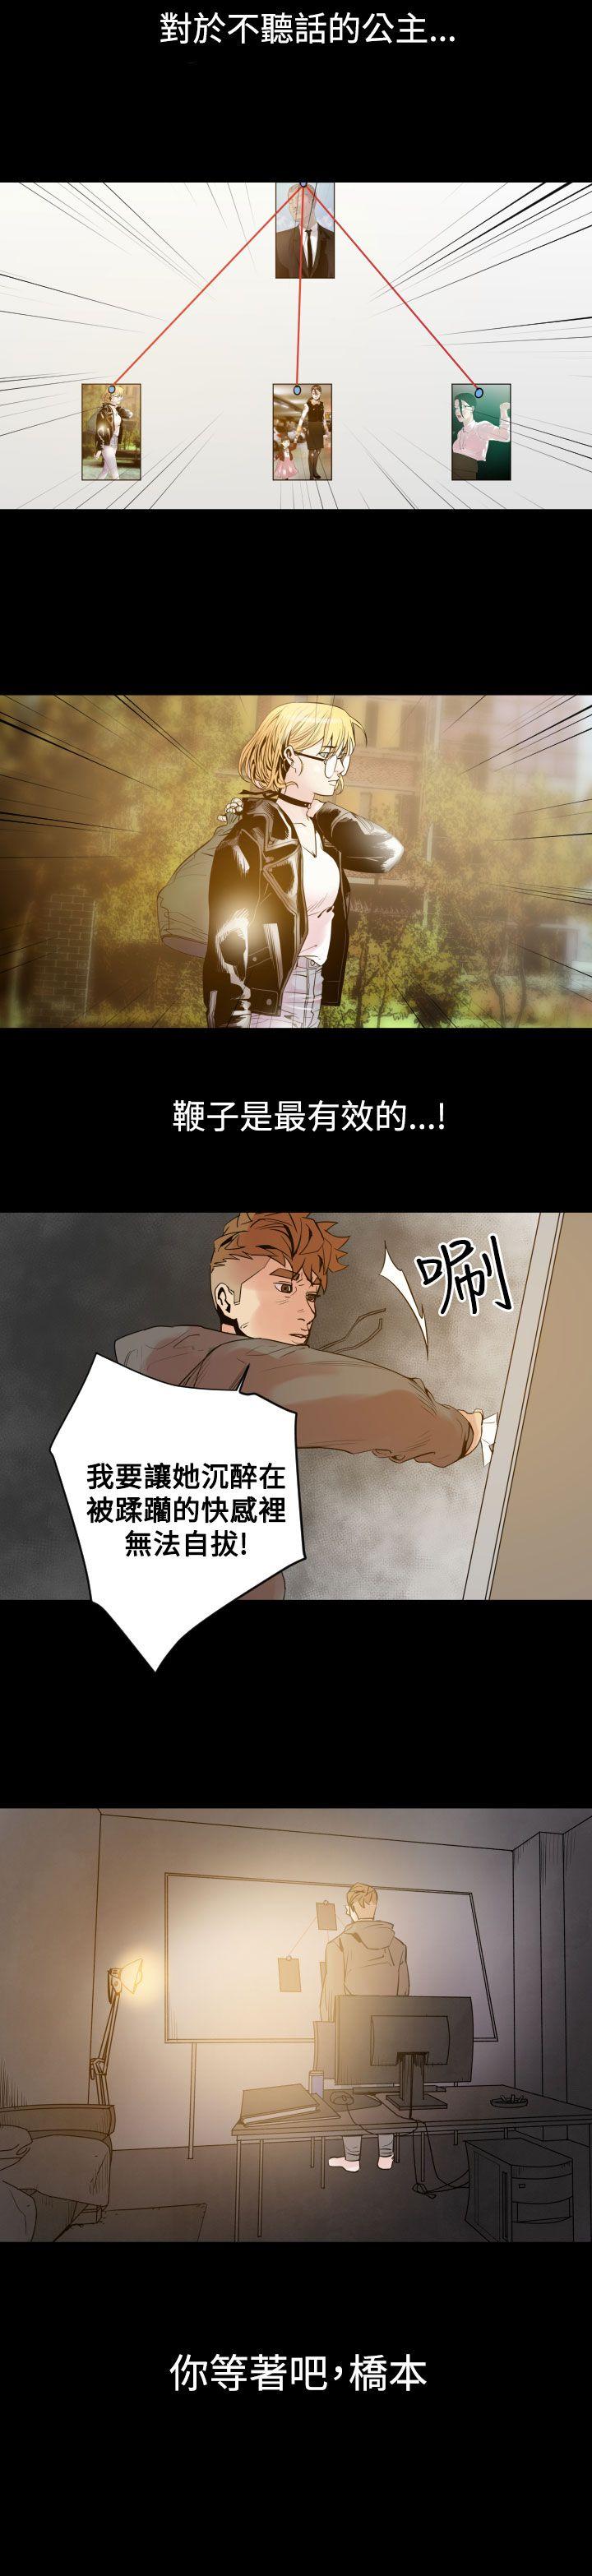 對於不聽話的公主...
鞭子是最有效的...!
唰
我要讓她沉醉在
被蹂躪的快感裡
無法自拔!
你等著吧,橋本